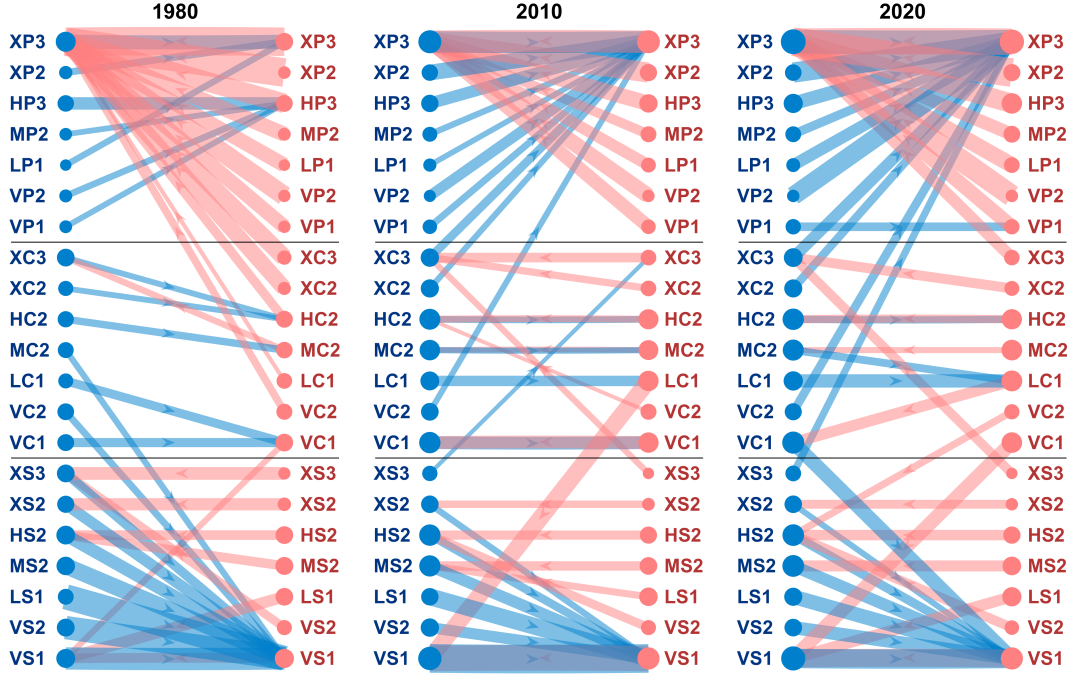 1980 2010 2020
XP3 XP3 XP3 XP3 XP3 XP3
XP2 XP2 XP2 XP2 XP2 XP2
HP3 HP3 HP3 HP3 HP3 HP3
MP2 MP2 MP2 MP2 MP2 MP2
LP1 LP1 LP1 LP1 LP1 LP1
VP2 VP2 VP2 VP2 VP2 VP2
VP1 VP1 VP1 VP1 VP1 VP1
XC3 XC3 XC3 XC3 XC3 XC3
XC2 XC2 XC2 XC2 XC2 XC2
HC2 HC2 HC2 HC2 HC2 HC2
MC2 MC2 MC2 MC2 MC2 MC2
LC1 LC1 LC1 LC1 LC1 LC1
VC2 VC2 VC2 VC2 VC2 VC2
VC1 VC1 VC1 VC1 VC1 VC1
XS3 XS3 XS3 XS3 XS3 XS3
XS2 XS2 XS2 XS2 XS2 XS2
HS2 HS2 HS2 HS2 HS2 HS2
MS2 MS2 MS2 MS2 MS2 MS2
LS1 LS1 LS1 LS1 LS1 LS1
VS2 VS2 VS2 VS2 VS2 VS2
VS1 VS1 VS1 VS1 VS1 VS1